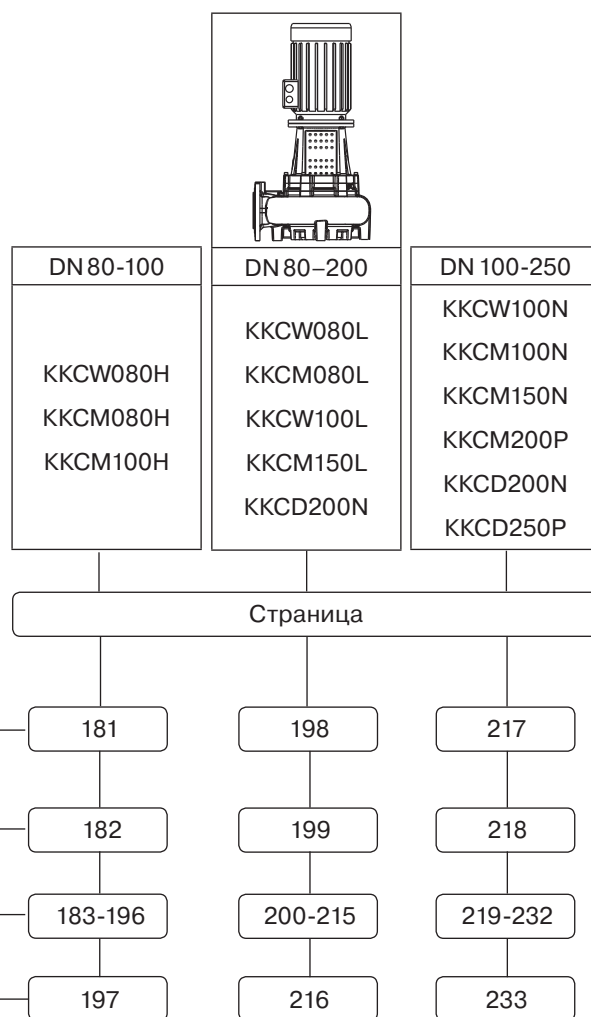 DN 80-100
KKCW080H
KKCM080H
KKCM100H
DN 80–200
KKCW080L
KKCM080L
KKCW100L
KKCM150L
KKCD200N
DN 100-250
KKCW100N
KKCM100N
KKCM150N
KKCM200P
KKCD200N
KKCD250P
Страница
181 198 217
182 199 218
183-196 200-215 219-232
197 216 233